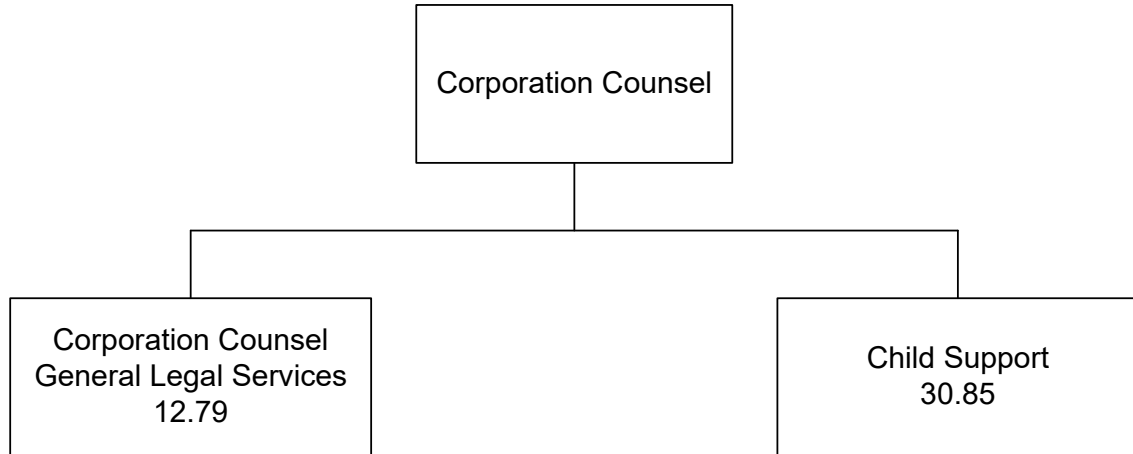 Corporation Counsel
Corporation Counsel
General Legal Services
12.79
Child Support
30.85